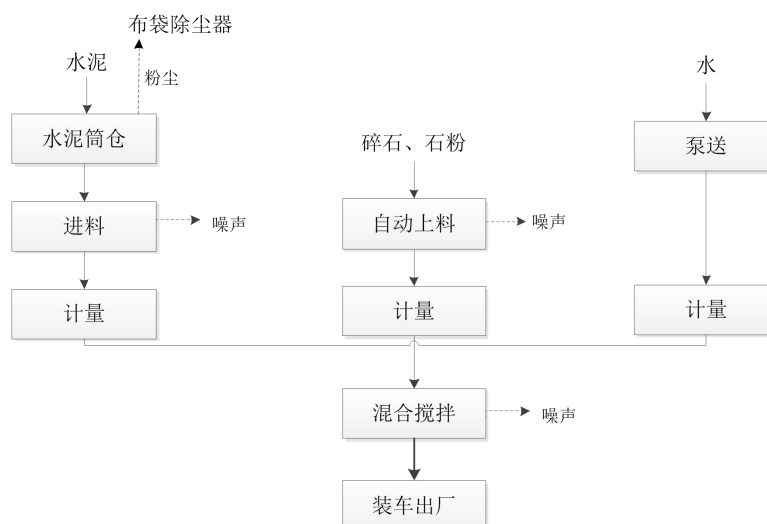 布袋除尘器
水泥
粉尘
水
水泥筒仓
碎石、石粉
泵送
进料
噪声
自动上料
噪声
计量
计量
计量
混合搅拌
噪声
装车出厂